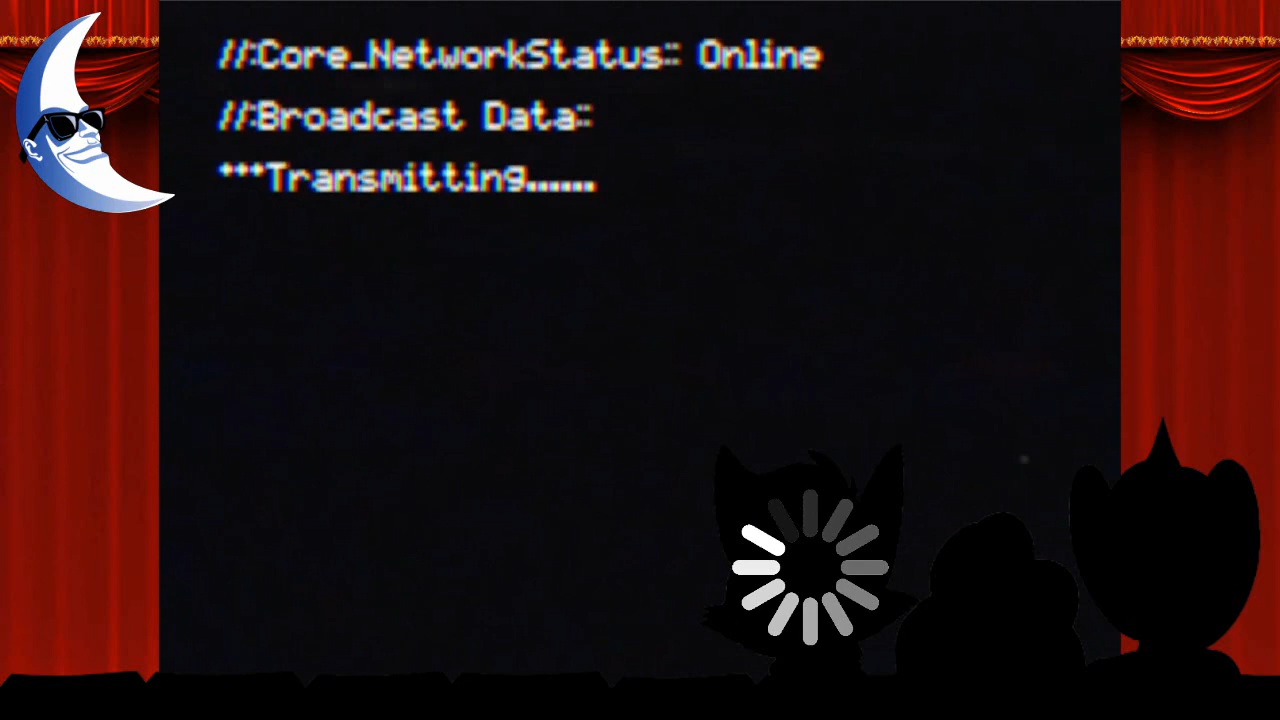 //:Core_NetworkStatus:: Online
//:Broadcast Data::
***Transmitting......